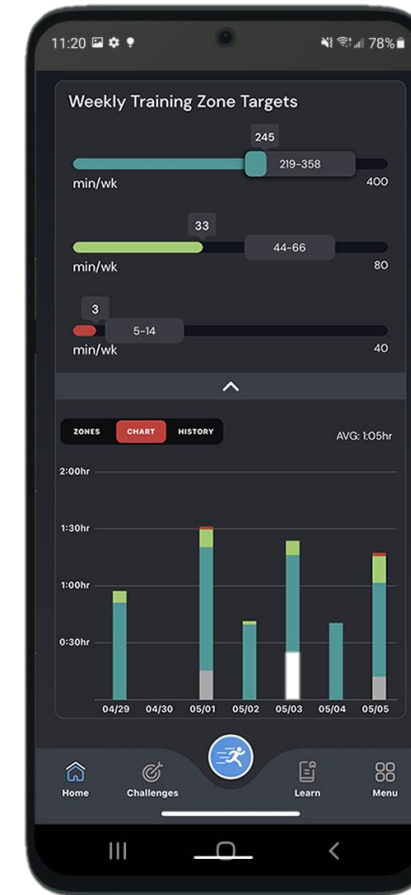 11:20 78%
Weekly Training Zone Targets
245
219-358
min/wk 400
33
44-66
min/wk 80
3
5-14
min/wk 40
ZONES CHART HISTORY AVG: 1:05hr
2:00hr
1:30hr
1:00hr
0:30hr
04/29 04/30 05/01 05/02 05/03 05/04 05/05
Home Challenges Learn Menu